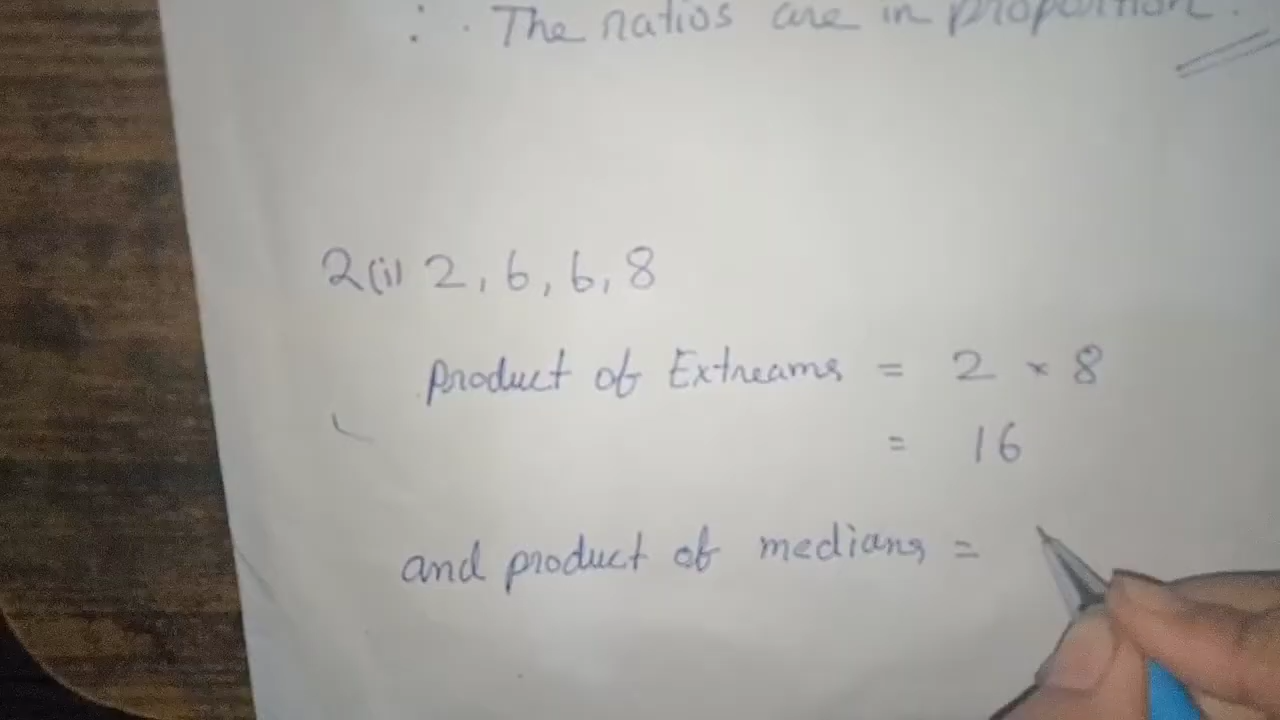 ∴ The ratios are in proportion.
2(i) 2, 6, 6, 8
product of Extreams = 2 × 8
= 16
and product of medians =